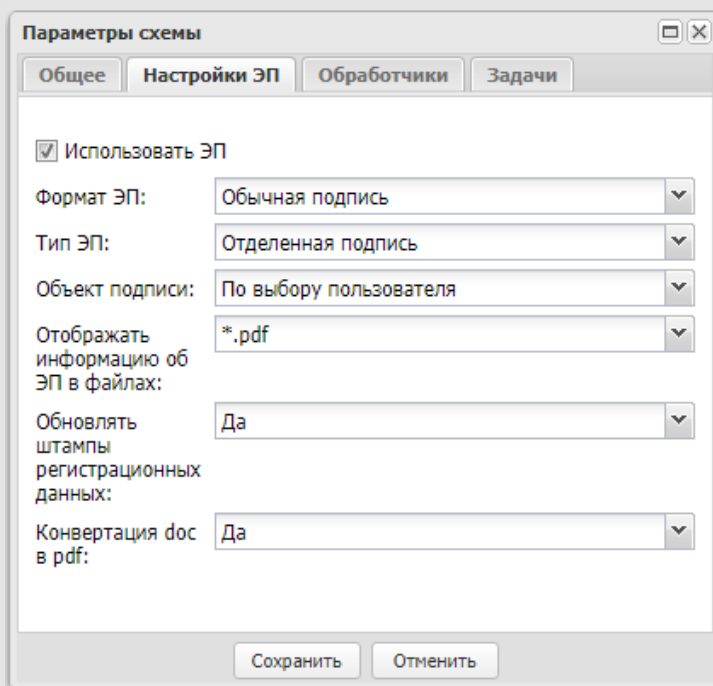 Параметры схемы
Общее Настройки ЭП Обработчики Задачи
Использовать ЭП
Формат ЭП: Обычная подпись
Тип ЭП: Отделенная подпись
Объект подписи: По выбору пользователя
Отображать *.pdf
информацию об
ЭП в файлах:
Обновлять Да
штампы
регистрационных
данных:
Конвертация doc Да
в pdf:
Сохранить Отменить